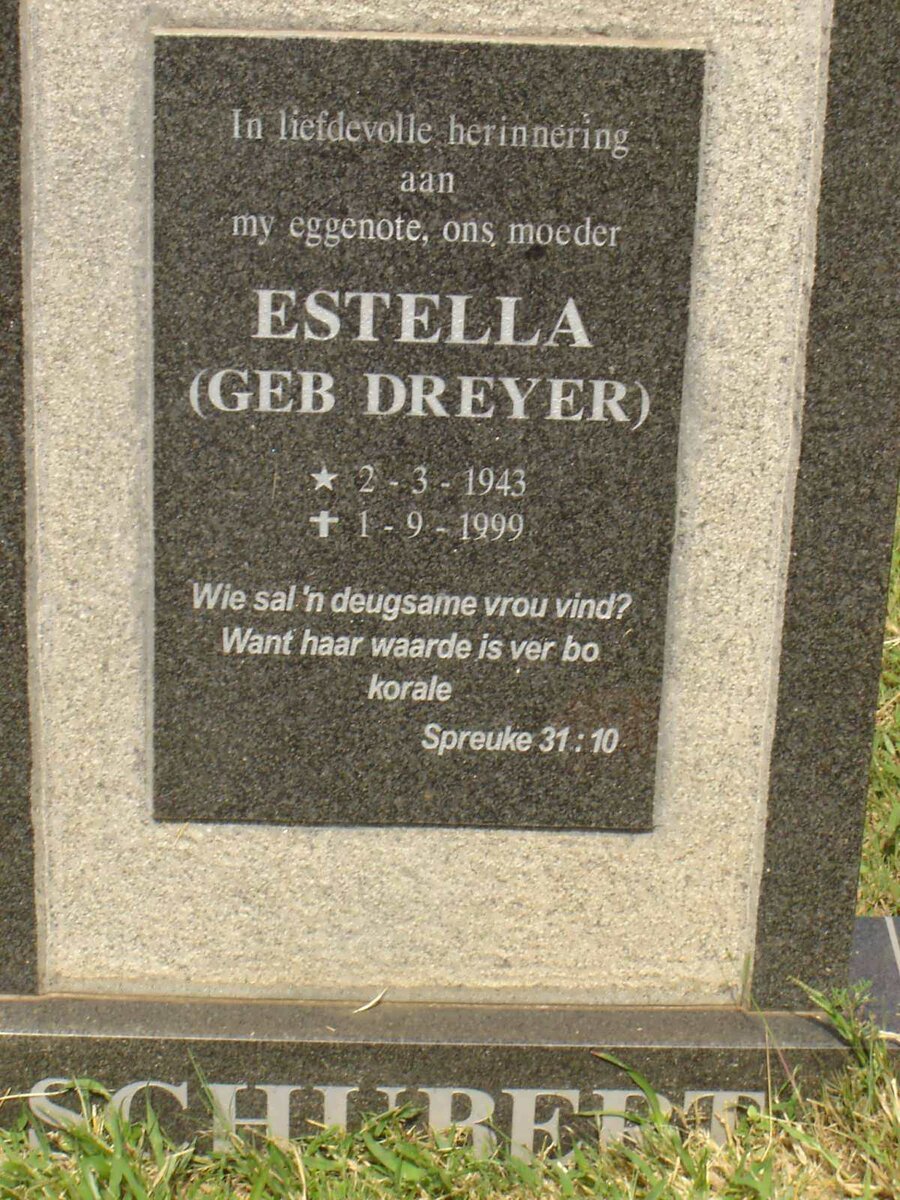 In liefdevolle herinnering
aan
my eggenote, ons moeder
ESTELLA
(GEB DREYER)
★ 2 - 3 - 1943
✝ 1 - 9 - 1999
Wie sal 'n deugsame vrou vind?
Want haar waarde is ver bo
korale
Spreuke 31 : 10
SCHUBERT